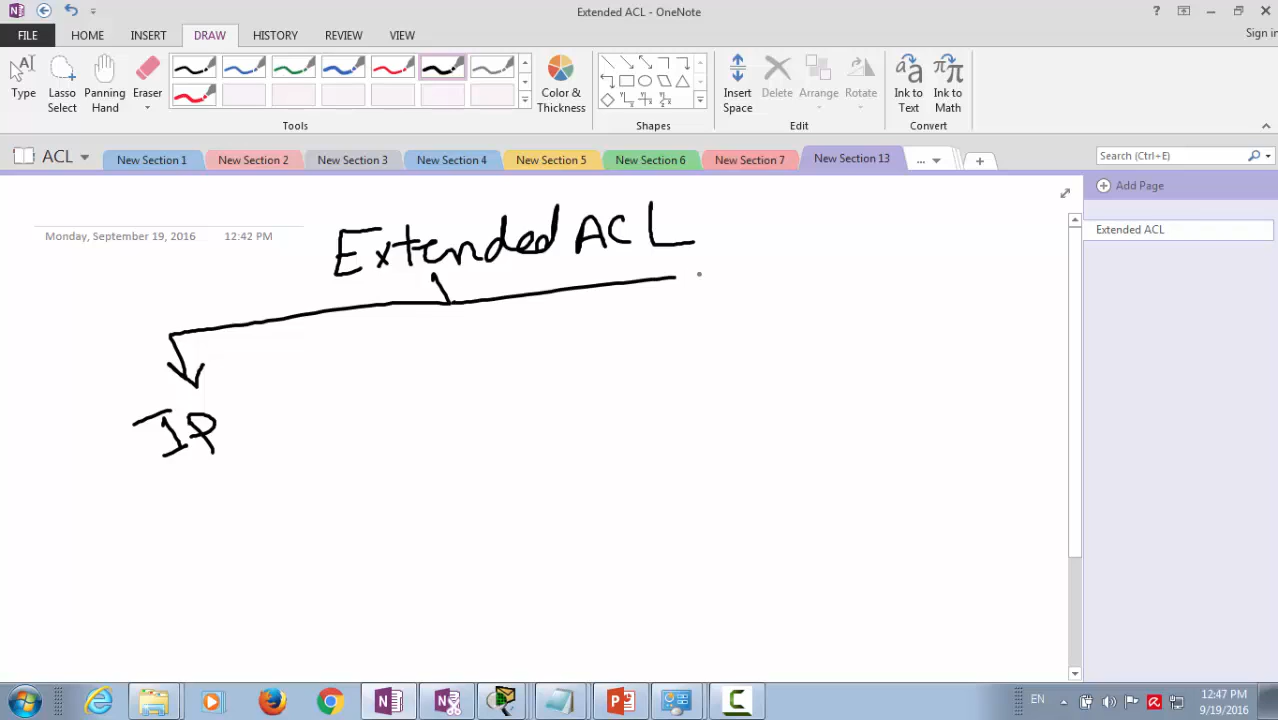 Extended ACL - OneNote
Sign in
FILE HOME INSERT DRAW HISTORY REVIEW VIEW
Type Lasso Select Panning Hand Eraser Color & Thickness Insert Space Delete Arrange Rotate Ink to Text Ink to Math
Tools Shapes Edit Convert
ACL New Section 1 New Section 2 New Section 3 New Section 4 New Section 5 New Section 6 New Section 7 New Section 13 ... Search (Ctrl+E)
Add Page
Extended ACL
Monday, September 19, 2016 12:42 PM
Extended ACL
IP
EN 12:47 PM
9/19/2016